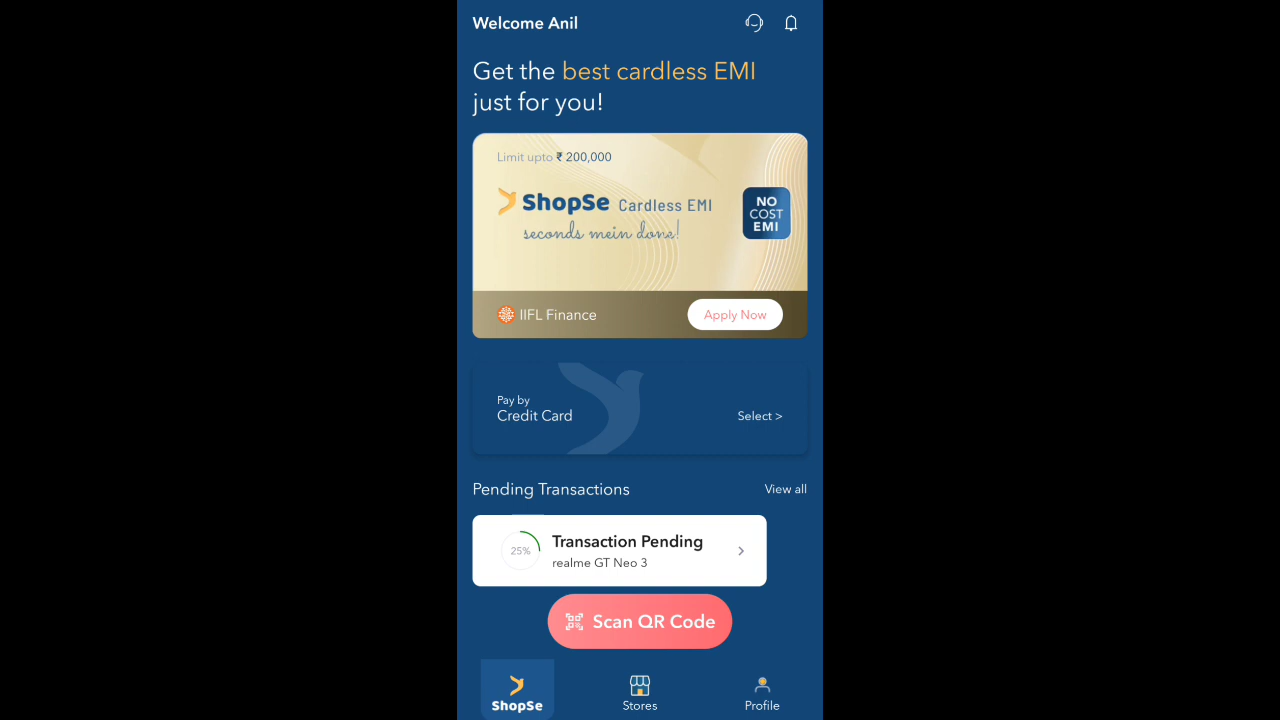 Welcome Anil
Get the best cardless EMI
just for you!
Limit upto ₹ 200,000
ShopSe Cardless EMI
seconds mein done!
NO
COST
EMI
IIFL Finance
Apply Now
Pay by
Credit Card
Select >
Pending Transactions
View all
25%
Transaction Pending
realme GT Neo 3
Scan QR Code
ShopSe
Stores
Profile